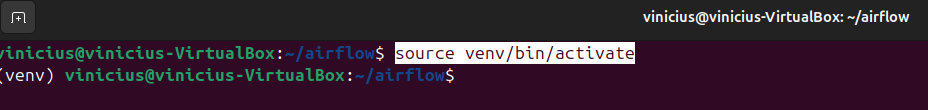 vinicius@vinicius-VirtualBox: ~/airflow
vinicius@vinicius-VirtualBox:~/airflow$ source venv/bin/activate
(venv) vinicius@vinicius-VirtualBox:~/airflow$